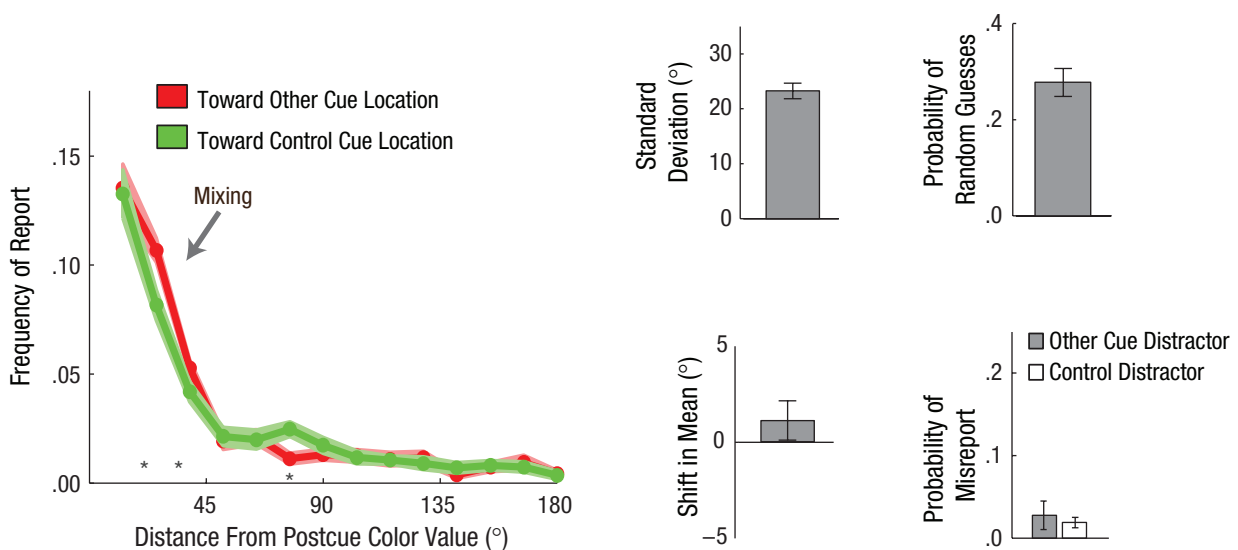 Toward Other Cue Location
Toward Control Cue Location
Mixing
Frequency of Report
.15
.10
.05
.00
* * *
45 90 135 180
Distance From Postcue Color Value (°)
Standard
Deviation (°)
30
20
10
0
Probability of
Random Guesses
.4
.2
.0
Shift in Mean (°)
5
0
−5
Probability of
Misreport
Other Cue Distractor
Control Distractor
.2
.1
.0